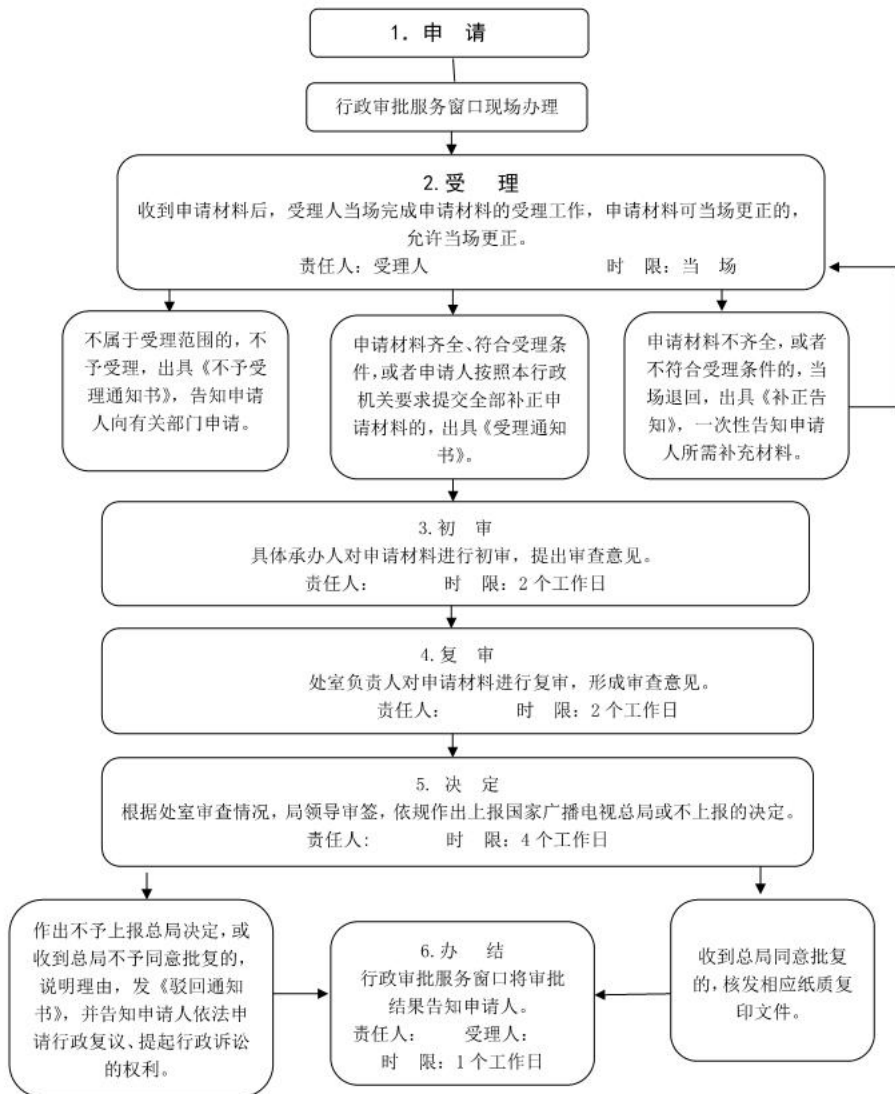 1. 申 请
行政审批服务窗口现场办理
2. 受 理
收到申请材料后，受理人当场完成申请材料的受理工作，申请材料可当场更正的，
允许当场更正。
责任人：受理人 时 限：当 场
不属于受理范围的，不
予受理，出具《不予受
理通知书》，告知申请
人向有关部门申请。
申请材料齐全、符合受理条
件，或者申请人按照本行政
机关要求提交全部补正申
请材料的，出具《受理通知
书》。
申请材料不齐全，或者
不符合受理条件的，当
场退回，出具《补正告
知》，一次性告知申请
人所需补充材料。
3. 初 审
具体承办人对申请材料进行初审，提出审查意见。
责任人： 时 限：2 个工作日
4. 复 审
处室负责人对申请材料进行复审，形成审查意见。
责任人： 时 限：2 个工作日
5. 决 定
根据处室审查情况，局领导审签，依规作出上报国家广播电视总局或不上报的决定。
责任人： 时 限：4 个工作日
作出不予上报总局决定，或
收到总局不予同意批复的，
说明理由，发《驳回通知
书》，并告知申请人依法申
请行政复议、提起行政诉讼
的权利。
6. 办 结
行政审批服务窗口将审批
结果告知申请人。
责任人： 受理人：
时 限：1 个工作日
收到总局同意批复
的，核发相应纸质复
印文件。